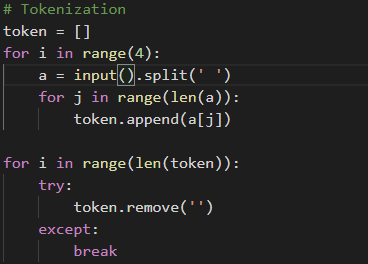 # Tokenization
token = []
for i in range(4):
    a = input().split(' ')
    for j in range(len(a)):
        token.append(a[j])

for i in range(len(token)):
    try:
        token.remove('')
    except:
        break